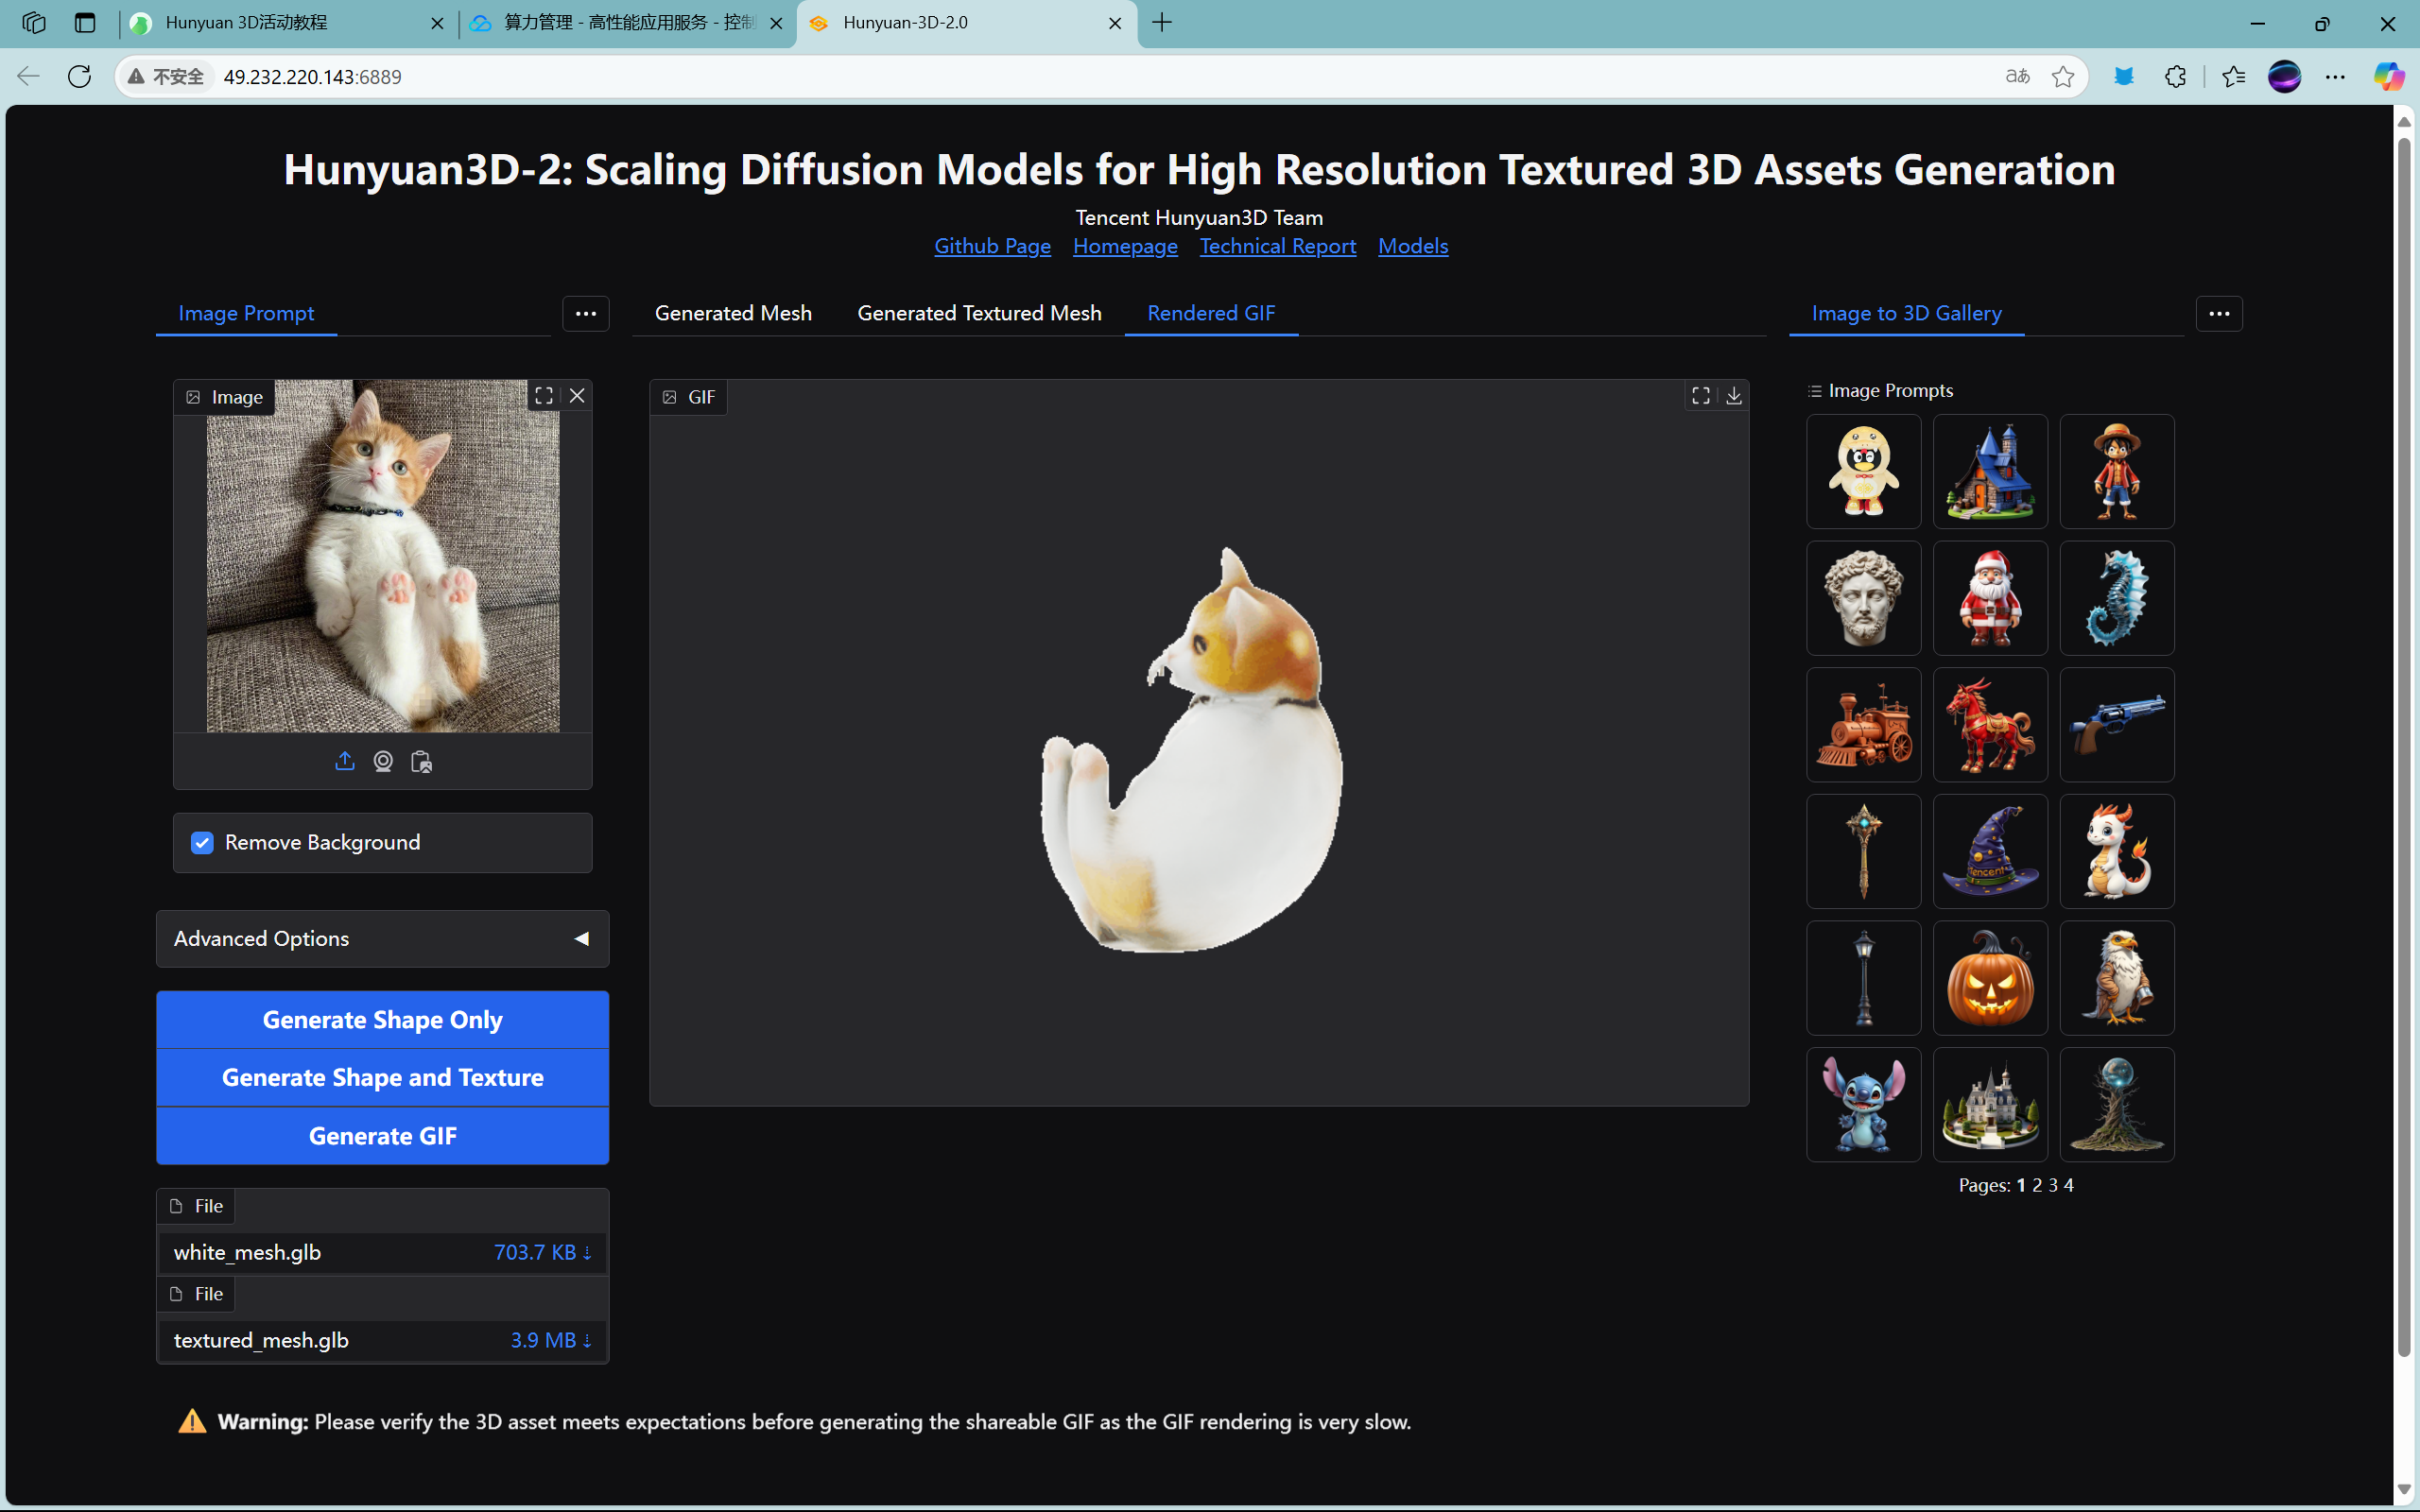 Hunyuan 3D活动教程
算力管理 - 高性能应用服务 - 控制
Hunyuan-3D-2.0
不安全
49.232.220.143:6889
aあ
Hunyuan3D-2: Scaling Diffusion Models for High Resolution Textured 3D Assets Generation
Tencent Hunyuan3D Team
Github Page Homepage Technical Report Models
Image Prompt
Generated Mesh Generated Textured Mesh Rendered GIF
Image to 3D Gallery
Image
GIF
Image Prompts
Tencent
Remove Background
Advanced Options
Generate Shape Only
Generate Shape and Texture
Generate GIF
File
white_mesh.glb 703.7 KB ⇣
File
textured_mesh.glb 3.9 MB ⇣
Pages: 1 2 3 4
Warning: Please verify the 3D asset meets expectations before generating the shareable GIF as the GIF rendering is very slow.